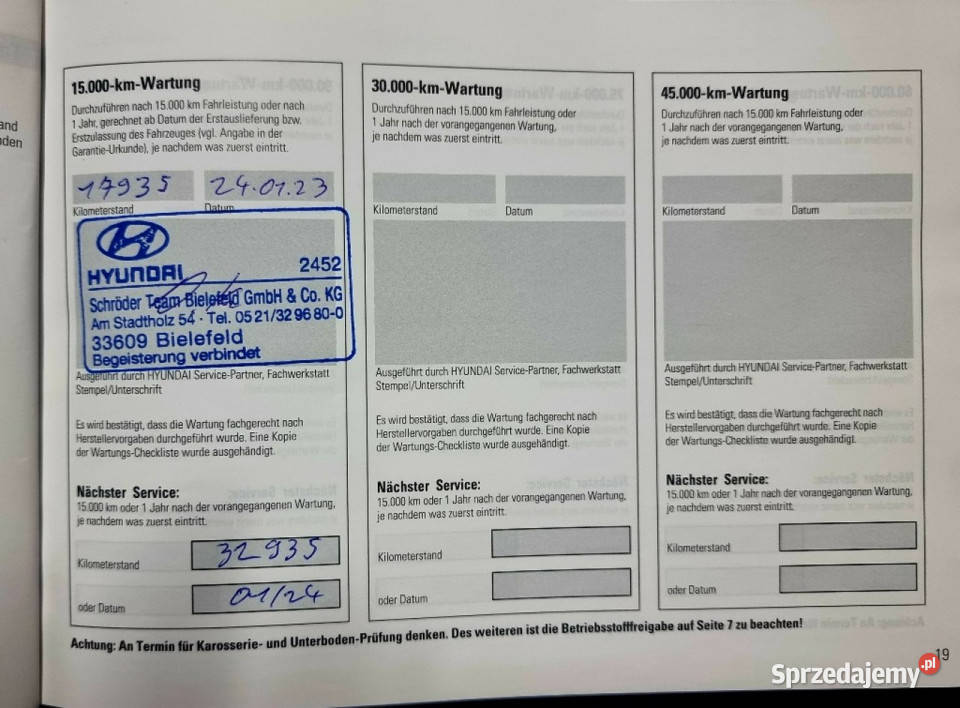 and
den
15.000-km-Wartung
Durchzuführen nach 15.000 km Fahrleistung oder nach
1 Jahr, gerechnet ab Datum der Erstauslieferung bzw.
Erstzulassung des Fahrzeuges (vgl. Angabe in der
Garantie-Urkunde), je nachdem was zuerst eintritt.
17935 24.01.23
Kilometerstand Datum
HYUNDAI 2452
Schröder Team Bielefeld GmbH & Co. KG
Am Stadtholz 54 · Tel. 05 21/32 96 80-0
33609 Bielefeld
Begeisterung verbindet
Ausgeführt durch HYUNDAI Service-Partner, Fachwerkstatt
Stempel/Unterschrift
Es wird bestätigt, dass die Wartung fachgerecht nach
Herstellervorgaben durchgeführt wurde. Eine Kopie
der Wartungs-Checkliste wurde ausgehändigt.
Nächster Service:
15.000 km oder 1 Jahr nach der vorangegangenen Wartung,
je nachdem was zuerst eintritt.
Kilometerstand 32935
oder Datum 01/24
30.000-km-Wartung
Durchzuführen nach 15.000 km Fahrleistung oder
1 Jahr nach der vorangegangenen Wartung,
je nachdem was zuerst eintritt.
Kilometerstand Datum
Ausgeführt durch HYUNDAI Service-Partner, Fachwerkstatt
Stempel/Unterschrift
Es wird bestätigt, dass die Wartung fachgerecht nach
Herstellervorgaben durchgeführt wurde. Eine Kopie
der Wartungs-Checkliste wurde ausgehändigt.
Nächster Service:
15.000 km oder 1 Jahr nach der vorangegangenen Wartung,
je nachdem was zuerst eintritt.
Kilometerstand
oder Datum
45.000-km-Wartung
Durchzuführen nach 15.000 km Fahrleistung oder
1 Jahr nach der vorangegangenen Wartung,
je nachdem was zuerst eintritt.
Kilometerstand Datum
Ausgeführt durch HYUNDAI Service-Partner, Fachwerkstatt
Stempel/Unterschrift
Es wird bestätigt, dass die Wartung fachgerecht nach
Herstellervorgaben durchgeführt wurde. Eine Kopie
der Wartungs-Checkliste wurde ausgehändigt.
Nächster Service:
15.000 km oder 1 Jahr nach der vorangegangenen Wartung,
je nachdem was zuerst eintritt.
Kilometerstand
oder Datum
Achtung: An Termin für Karosserie- und Unterboden-Prüfung denken. Des weiteren ist die Betriebsstofffreigabe auf Seite 7 zu beachten!
19
Sprzedajemy.pl